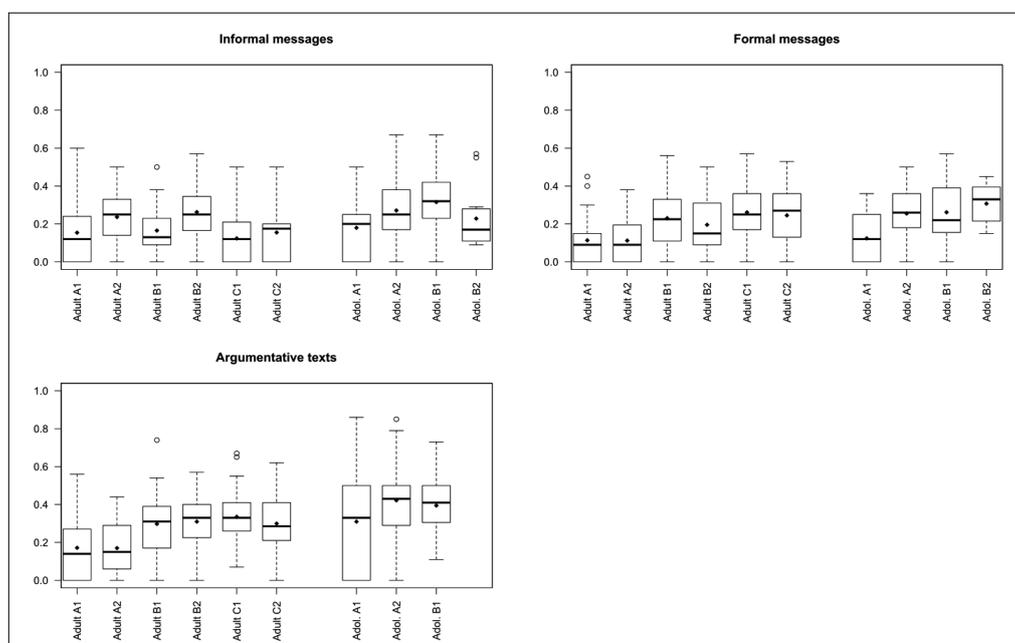 Informal messages
1.0
0.8
0.6
0.4
0.2
0.0
Adult A1
Adult A2
Adult B1
Adult B2
Adult C1
Adult C2
Adol. A1
Adol. A2
Adol. B1
Adol. B2
Formal messages
1.0
0.8
0.6
0.4
0.2
0.0
Adult A1
Adult A2
Adult B1
Adult B2
Adult C1
Adult C2
Adol. A1
Adol. A2
Adol. B1
Adol. B2
Argumentative texts
1.0
0.8
0.6
0.4
0.2
0.0
Adult A1
Adult A2
Adult B1
Adult B2
Adult C1
Adult C2
Adol. A1
Adol. A2
Adol. B1